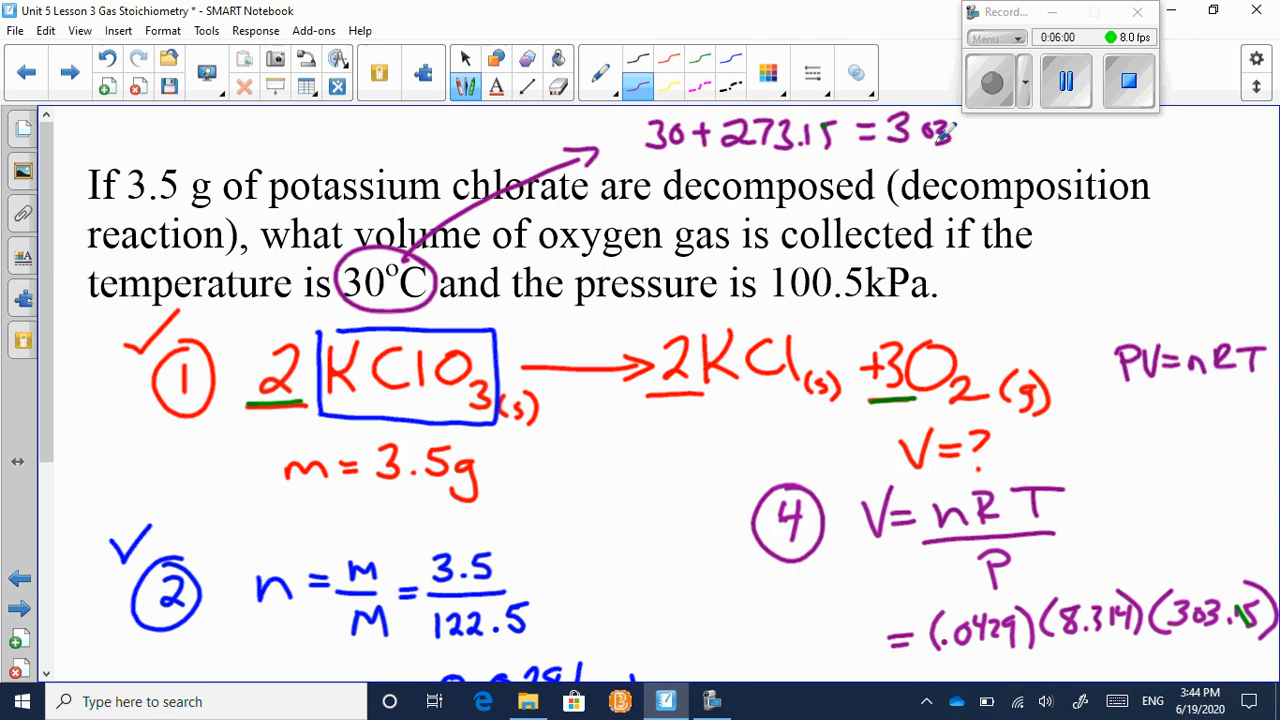 Unit 5 Lesson 3 Gas Stoichiometry * - SMART Notebook
Record...
File Edit View Insert Format Tools Response Add-ons Help
Menu 0:06:00 8.0 fps
30 + 273.15 = 303
If 3.5 g of potassium chlorate are decomposed (decomposition
reaction), what volume of oxygen gas is collected if the
temperature is 30°C and the pressure is 100.5kPa.
① 2 KClO₃(s) → 2KCl(s) + 3O₂(g)
PV = nRT
m = 3.5g
V = ?
④ V = nRT / P
② n = m / M = 3.5 / 122.5
= (.0429)(8.314)(303.15)
Type here to search
ENG
3:44 PM
6/19/2020